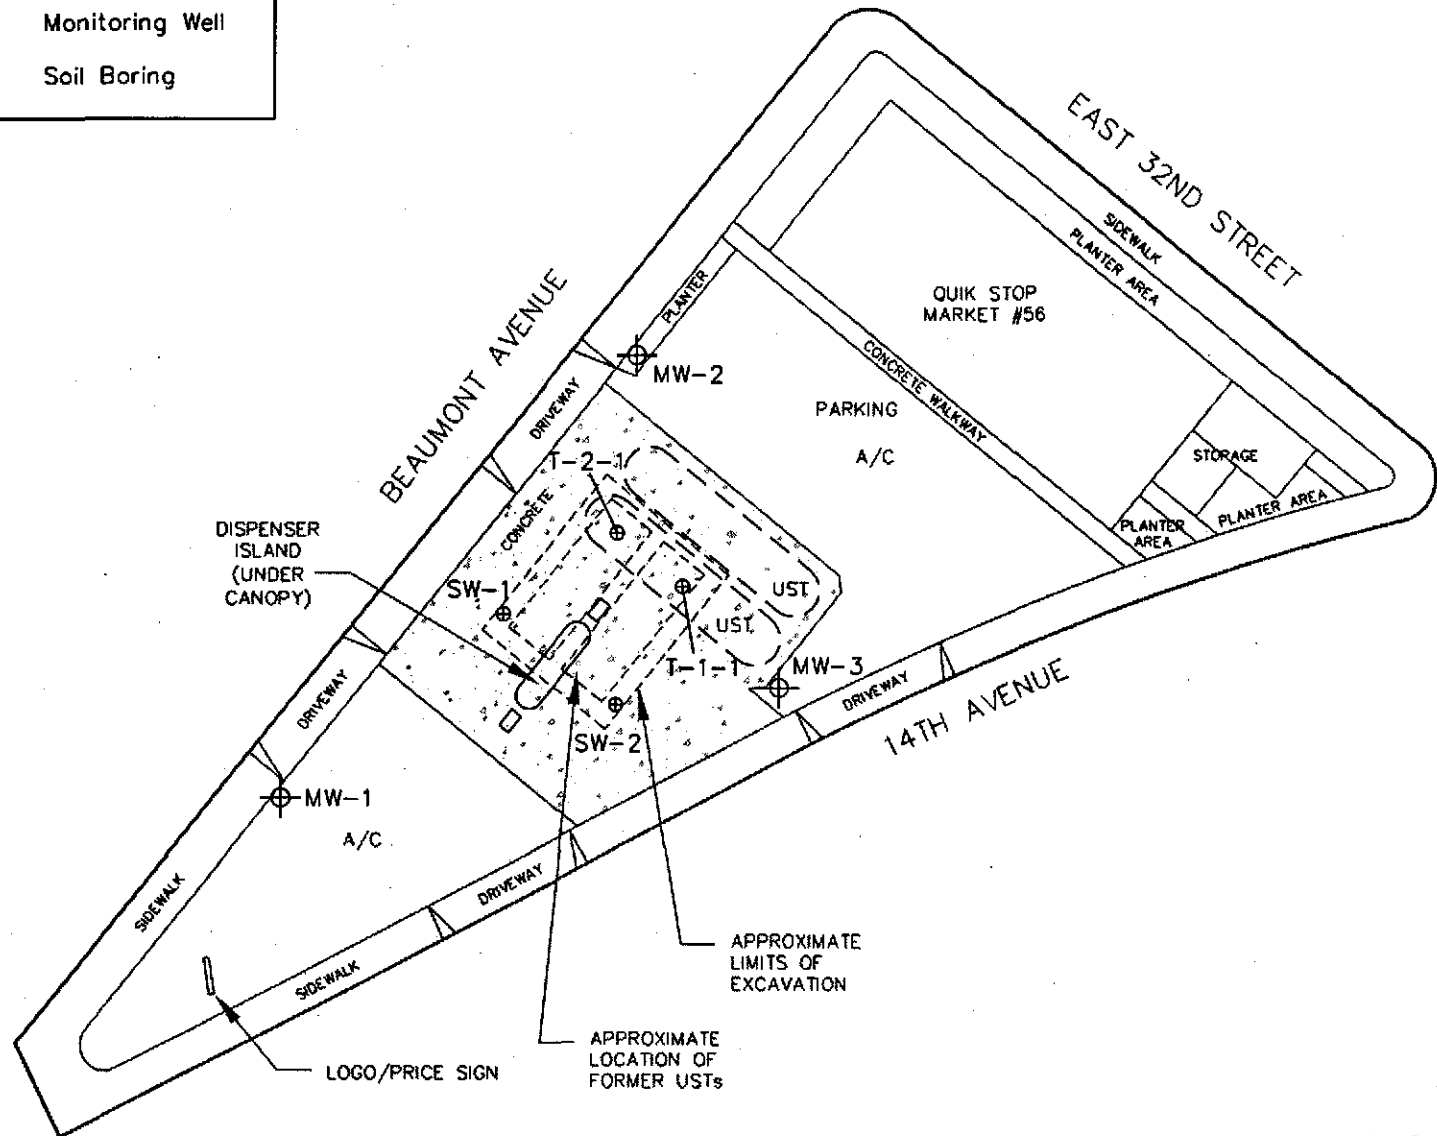 Monitoring Well
Soil Boring
EAST 32ND STREET
SIDEWALK
PLANTER AREA
QUIK STOP
MARKET #56
BEAUMONT AVENUE
PLANTER
MW-2
CONCRETE WALKWAY
PARKING
A/C
DRIVEWAY
STORAGE
T-2-1
CONCRETE
PLANTER AREA
PLANTER
AREA
DISPENSER
ISLAND
(UNDER
CANOPY)
SW-1
UST
UST
T-1-1
MW-3
DRIVEWAY
DRIVEWAY
14TH AVENUE
SW-2
MW-1
A/C
DRIVEWAY
SIDEWALK
SIDEWALK
APPROXIMATE
LIMITS OF
EXCAVATION
APPROXIMATE
LOCATION OF
FORMER USTs
LOGO/PRICE SIGN